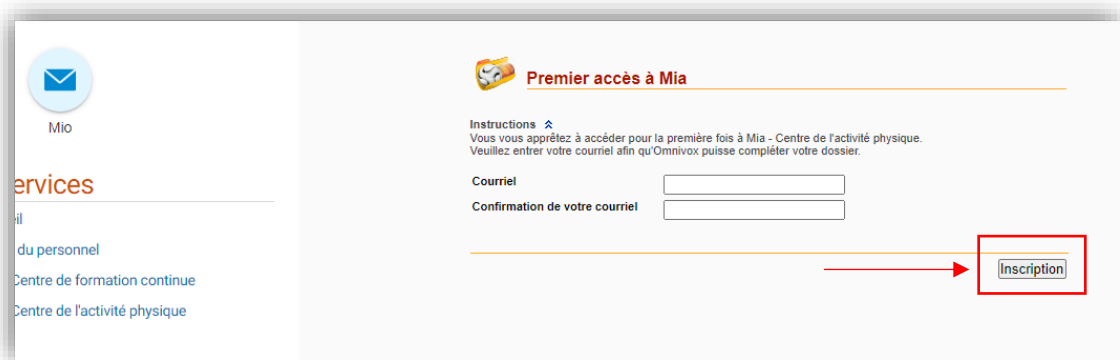 Mio
ervices
il
du personnel
Centre de formation continue
Centre de l'activité physique
Premier accès à Mia
Instructions
Vous vous apprêtez à accéder pour la première fois à Mia - Centre de l'activité physique.
Veuillez entrer votre courriel afin qu'Omnivox puisse compléter votre dossier.
Courriel
Confirmation de votre courriel
Inscription